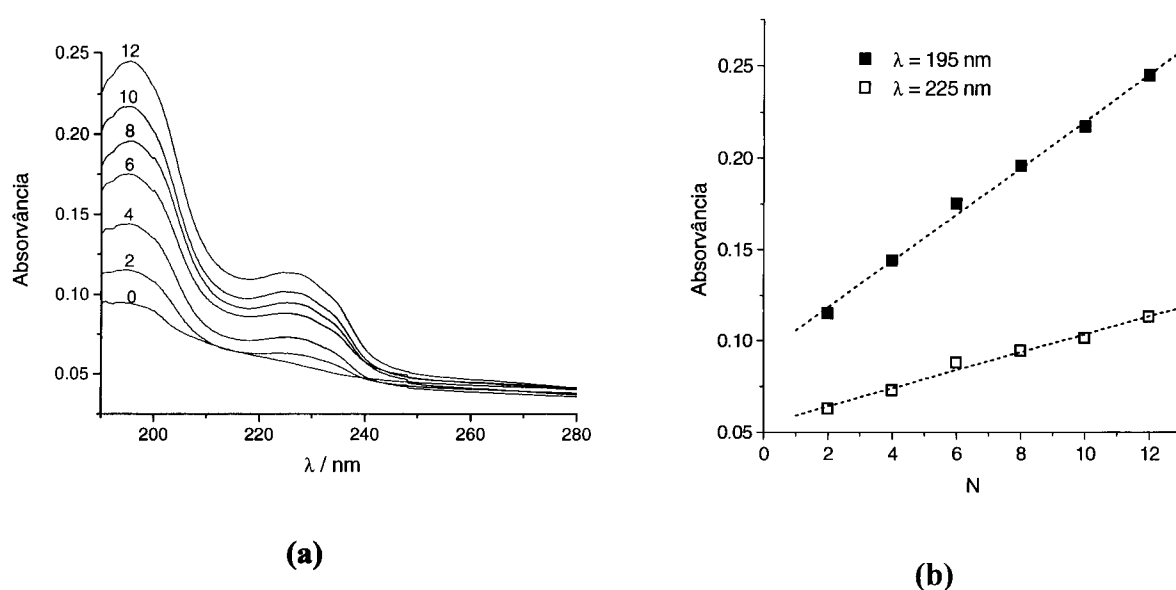 0.25
0.20
0.15
0.10
0.05
Absorvância
12
10
8
6
4
2
0
200 220 240 260 280
λ / nm
(a)
0.25
0.20
0.15
0.10
0.05
Absorvância
λ = 195 nm
λ = 225 nm
0 2 4 6 8 10 12
N
(b)